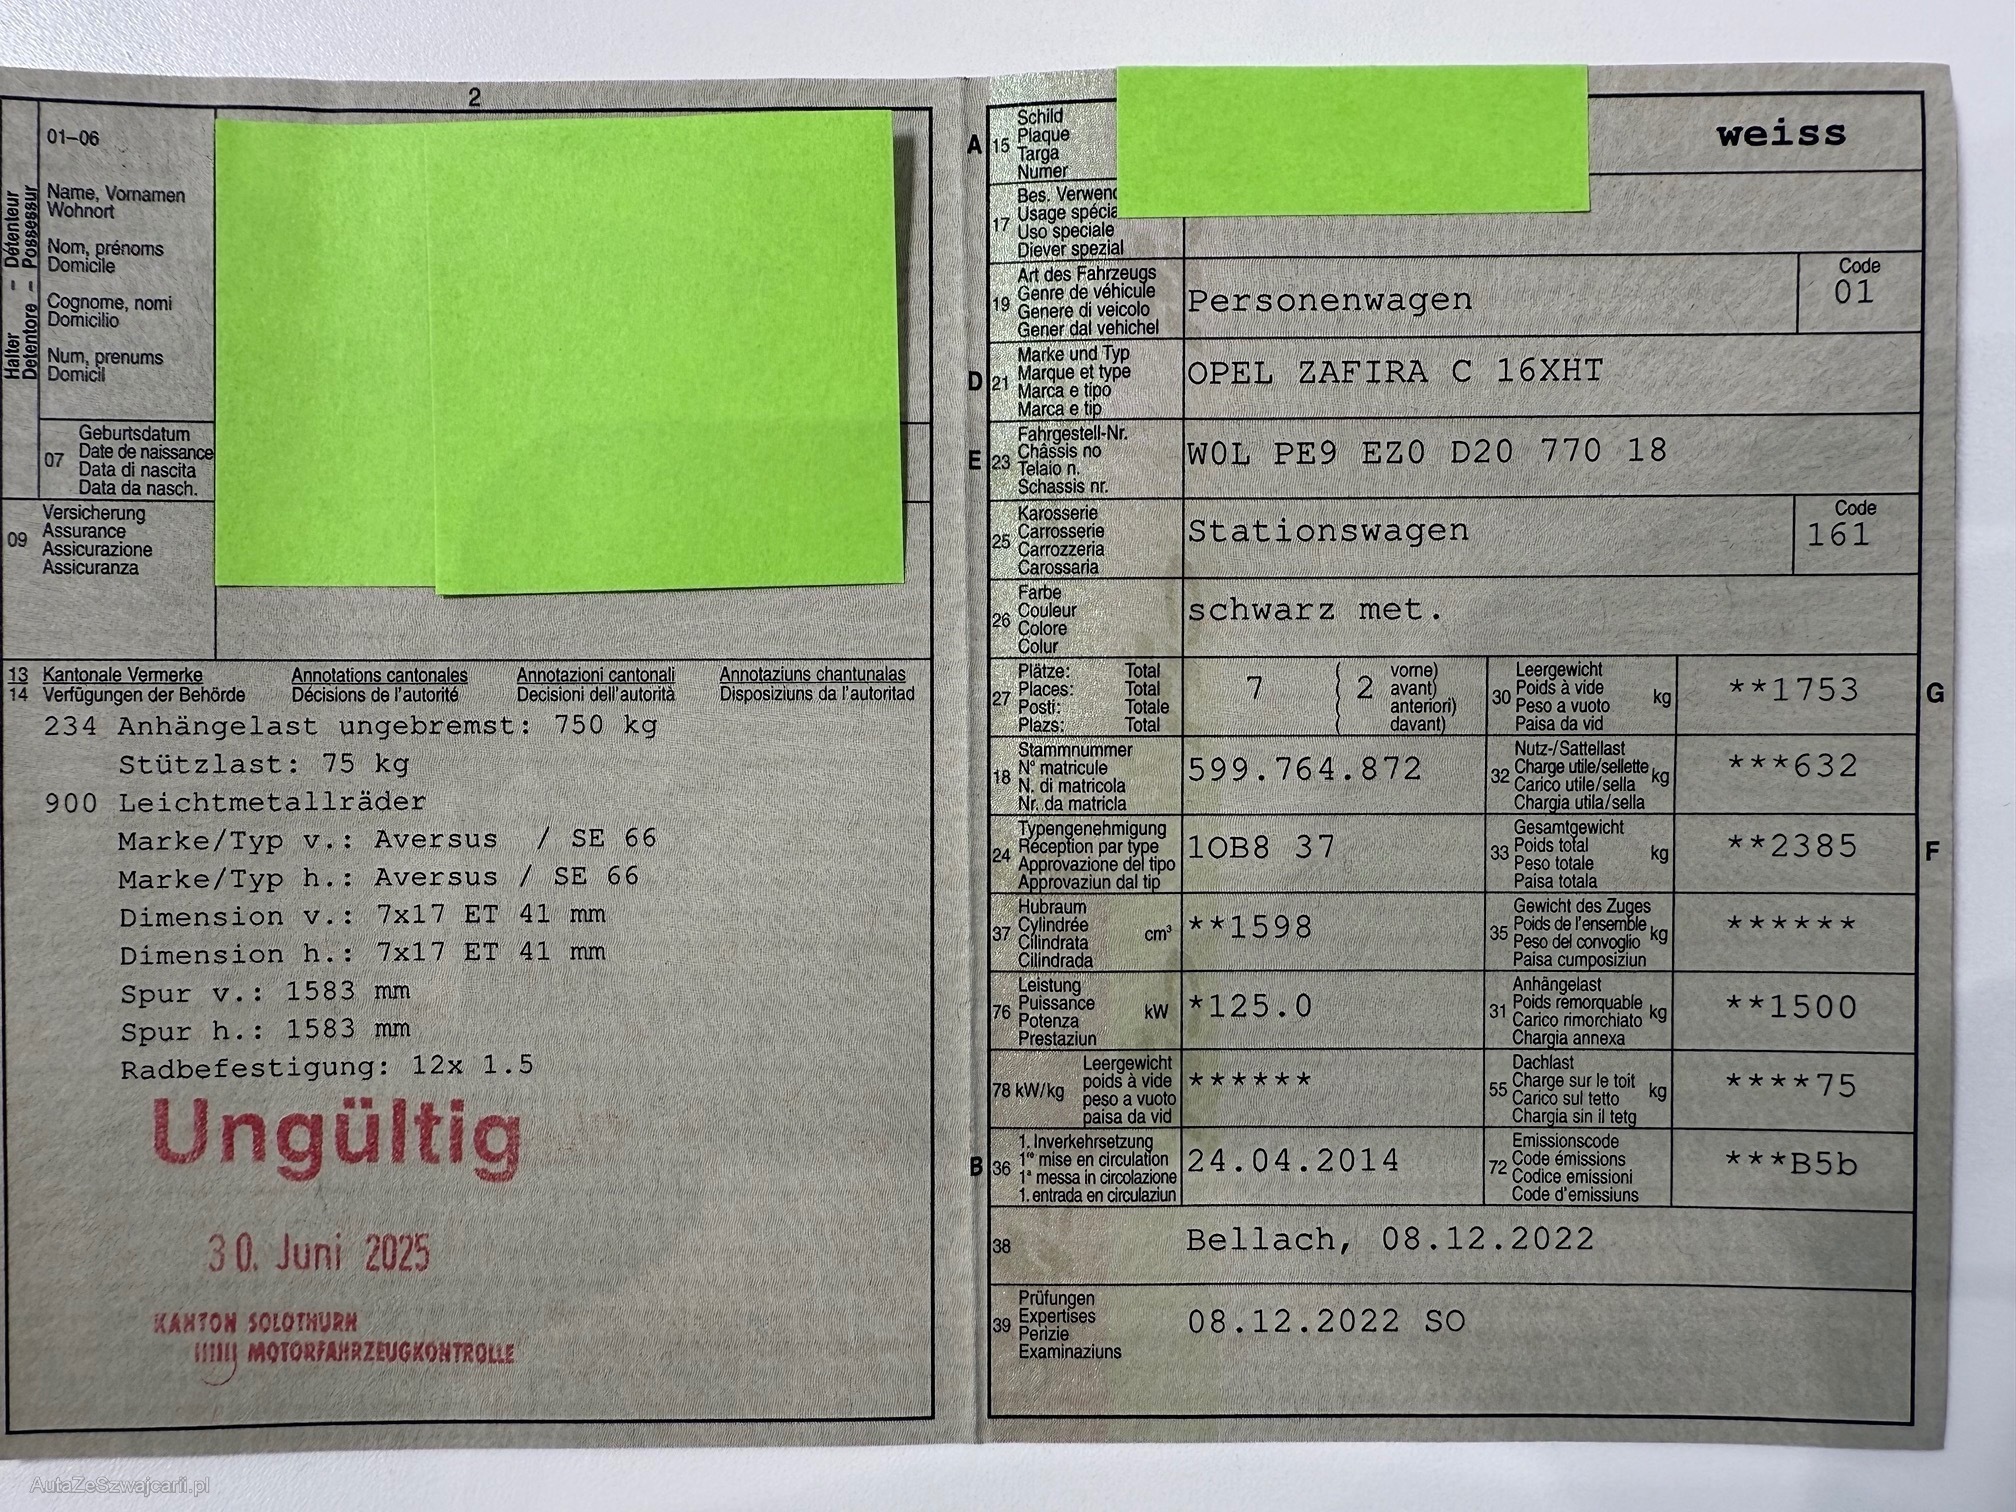 2
01–06
Name, Vornamen
Wohnort
Nom, prénoms
Domicile
Cognome, nomi
Domicilio
Num, prenums
Domicil
Halter – Détenteur
Detentore – Possessur
07
Geburtsdatum
Date de naissance
Data di nascita
Data da nasch.
09
Versicherung
Assurance
Assicurazione
Assicuranza
13 Kantonale Vermerke Annotations cantonales Annotazioni cantonali Annotaziuns chantunalas
14 Verfügungen der Behörde Décisions de l'autorité Decisioni dell'autorità Disposiziuns da l'autoritad
234 Anhängelast ungebremst: 750 kg
Stützlast: 75 kg
900 Leichtmetallräder
Marke/Typ v.: Aversus / SE 66
Marke/Typ h.: Aversus / SE 66
Dimension v.: 7x17 ET 41 mm
Dimension h.: 7x17 ET 41 mm
Spur v.: 1583 mm
Spur h.: 1583 mm
Radbefestigung: 12x 1.5
Ungültig
30. Juni 2025
KANTON SOLOTHURN
MOTORFAHRZEUGKONTROLLE
A 15
Schild
Plaque
Targa
Numer
weiss
17
Bes. Verwend
Usage spécia
Uso speciale
Diever spezial
19
Art des Fahrzeugs
Genre de véhicule
Genere di veicolo
Gener dal vehichel
Personenwagen
Code
01
D 21
Marke und Typ
Marque et type
Marca e tipo
Marca e tip
OPEL ZAFIRA C 16XHT
E 23
Fahrgestell-Nr.
Châssis no
Telaio n.
Schassis nr.
W0L PE9 EZ0 D20 770 18
25
Karosserie
Carrosserie
Carrozzeria
Carossaria
Stationswagen
Code
161
26
Farbe
Couleur
Colore
Colur
schwarz met.
27
Plätze: Total
Places: Total
Posti: Totale
Plazs: Total
7 ( 2 vorne)
( avant)
( anteriori)
( davant)
30
Leergewicht
Poids à vide kg
Peso a vuoto
Paisa da vid
**1753
G
18
Stammnummer
N° matricule
N. di matricola
Nr. da matricla
599.764.872
32
Nutz-/Sattellast
Charge utile/sellette kg
Carico utile/sella
Chargia utila/sella
***632
24
Typengenehmigung
Réception par type
Approvazione del tipo
Approvaziun dal tip
1OB8 37
33
Gesamtgewicht
Poids total kg
Peso totale
Paisa totala
**2385
F
37
Hubraum
Cylindrée cm³
Cilindrata
Cilindrada
**1598
35
Gewicht des Zuges
Poids de l'ensemble kg
Peso del convoglio
Paisa cumposiziun
******
76
Leistung
Puissance kW
Potenza
Prestaziun
*125.0
31
Anhängelast
Poids remorquable kg
Carico rimorchiato
Chargia annexa
**1500
78 kW/kg
Leergewicht
poids à vide
peso a vuoto
paisa da vid
******
55
Dachlast
Charge sur le toit kg
Carico sul tetto
Chargia sin il tetg
****75
B 36
1. Inverkehrsetzung
1re mise en circulation
1a messa in circolazione
1. entrada en circulaziun
24.04.2014
72
Emissionscode
Code émissions
Codice emissioni
Code d'emissiuns
***B5b
38
Bellach, 08.12.2022
39
Prüfungen
Expertises
Perizie
Examinaziuns
08.12.2022 SO
AutaZeSzwajcarii.pl